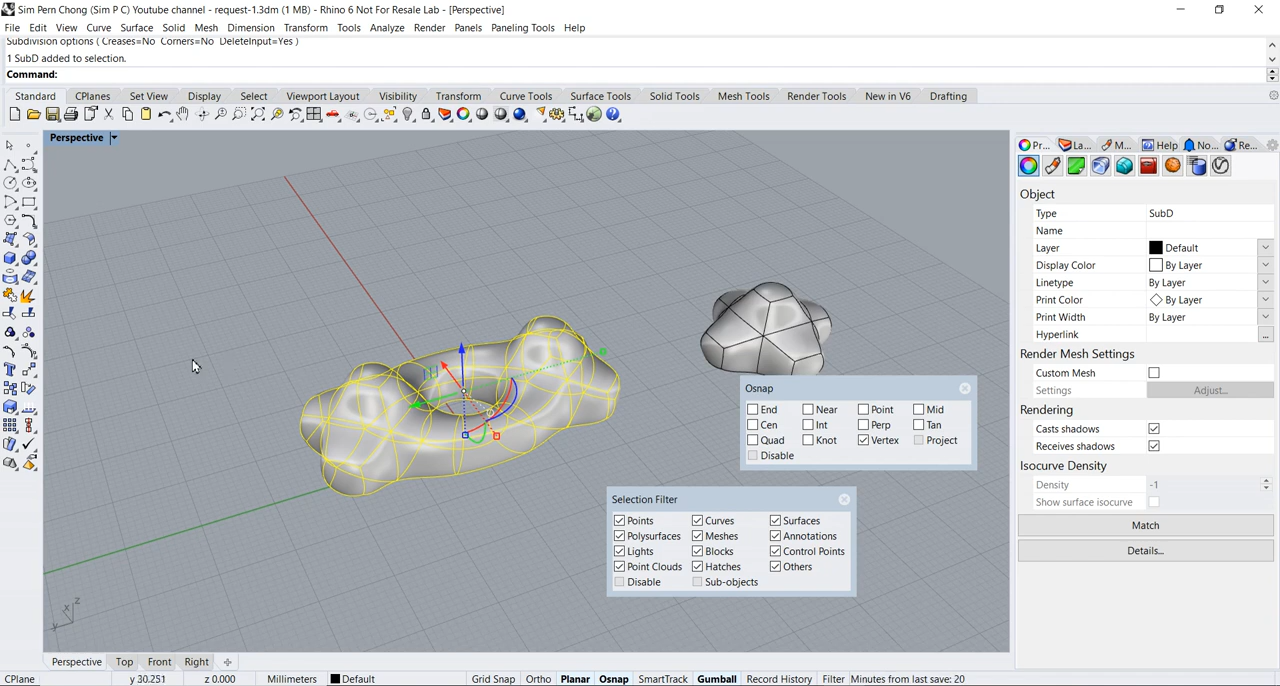 Sim Pern Chong (Sim P C) Youtube channel - request-1.3dm (1 MB) - Rhino 6 Not For Resale Lab - [Perspective]
File Edit View Curve Surface Solid Mesh Dimension Transform Tools Analyze Render Panels Paneling Tools Help
Subdivision options ( Creases=No Corners=No DeleteInput=Yes )
1 SubD added to selection.
Command:
Standard CPlanes Set View Display Select Viewport Layout Visibility Transform Curve Tools Surface Tools Solid Tools Mesh Tools Render Tools New in V6 Drafting
Perspective
Pr... La... M... Help No... Re...
Object
Type SubD
Name
Layer Default
Display Color By Layer
Linetype By Layer
Print Color By Layer
Print Width By Layer
Hyperlink ...
Render Mesh Settings
Custom Mesh
Settings Adjust...
Rendering
Casts shadows
Receives shadows
Isocurve Density
Density -1
Show surface isocurve
Match
Details...
Osnap
End Near Point Mid
Cen Int Perp Tan
Quad Knot Vertex Project
Disable
Selection Filter
Points Curves Surfaces
Polysurfaces Meshes Annotations
Lights Blocks Control Points
Point Clouds Hatches Others
Disable Sub-objects
z
x
y
Perspective Top Front Right
CPlane y 30.251 z 0.000 Millimeters Default Grid Snap Ortho Planar Osnap SmartTrack Gumball Record History Filter Minutes from last save: 20